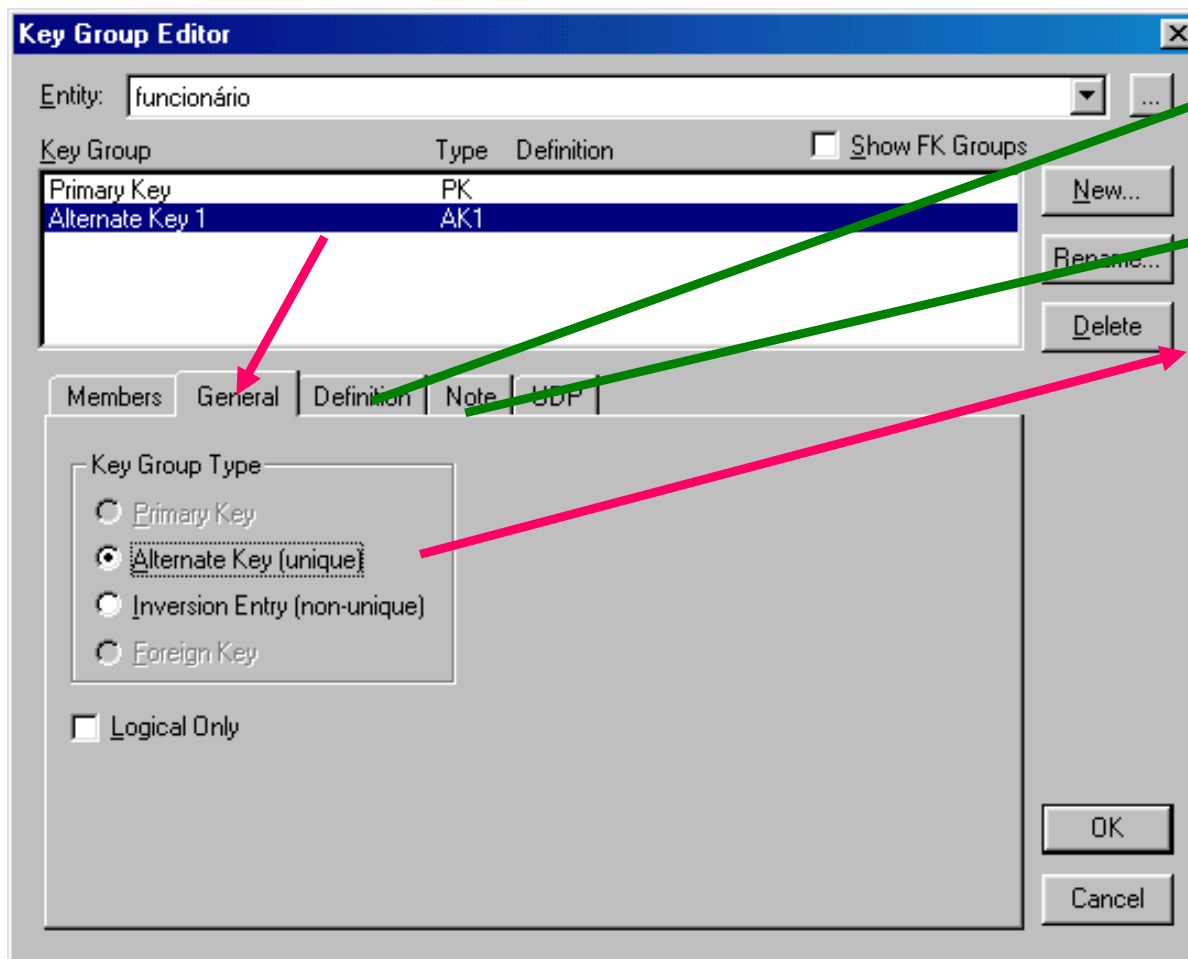 Key Group Editor
Entity: funcionário ...
Key Group Type Definition Show FK Groups
Primary Key PK
Alternate Key 1 AK1
New...
Rename...
Delete
Members General Definition Note UDP
Key Group Type
Primary Key
Alternate Key (unique)
Inversion Entry (non-unique)
Foreign Key
Logical Only
OK
Cancel